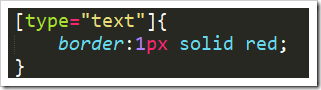 [type="text"]{
    border:1px solid red;
}